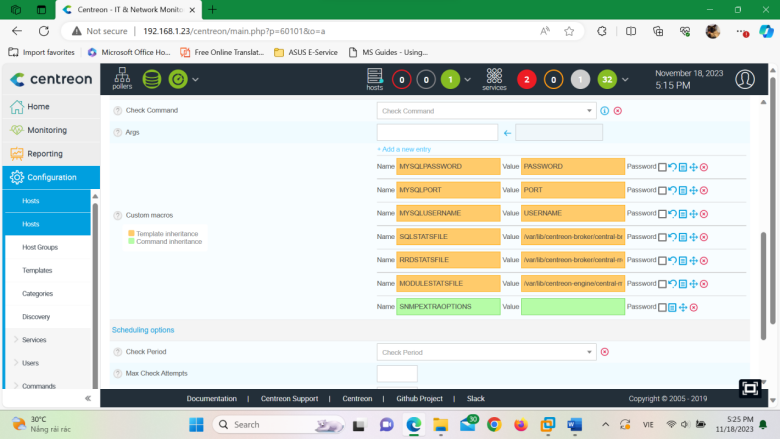 Centreon - IT & Network Monito
Not secure | 192.168.1.23/centreon/main.php?p=60101&o=a
Import favorites
Microsoft Office Ho...
Free Online Translat...
ASUS E-Service
MS Guides - Using...
centreon
pollers
hosts
0 0 1
services
2 0 1 32
November 18, 2023
5:15 PM
Home
Monitoring
Reporting
Configuration
Hosts
Hosts
Host Groups
Templates
Categories
Discovery
Services
Users
Commands
Check Command
Check Command
Args
+ Add a new entry
Custom macros
Template inheritance
Command inheritance
Name MYSQLPASSWORD Value PASSWORD Password
Name MYSQLPORT Value PORT Password
Name MYSQLUSERNAME Value USERNAME Password
Name SQLSTATSFILE Value /var/lib/centreon-broker/central-br Password
Name RRDSTATSFILE Value /var/lib/centreon-broker/central-rr Password
Name MODULESTATSFILE Value /var/lib/centreon-engine/central-m Password
Name SNMPEXTRAOPTIONS Value Password
Scheduling options
Check Period
Check Period
Max Check Attempts
Documentation | Centreon Support | Centreon | Github Project | Slack
Copyright © 2005 - 2019
30°C
Nắng rải rác
Search
30
VIE
5:25 PM
11/18/2023